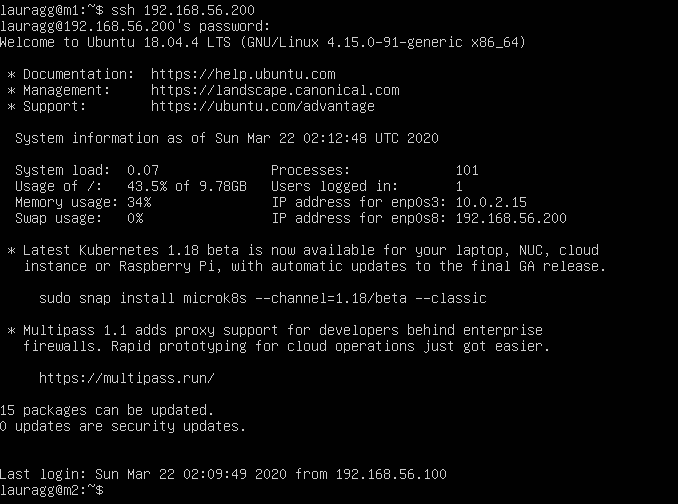 lauragg@m1:~$ ssh 192.168.56.200
lauragg@192.168.56.200's password:
Welcome to Ubuntu 18.04.4 LTS (GNU/Linux 4.15.0-91-generic x86_64)

 * Documentation:  https://help.ubuntu.com
 * Management:     https://landscape.canonical.com
 * Support:        https://ubuntu.com/advantage

  System information as of Sun Mar 22 02:12:48 UTC 2020

  System load:  0.07              Processes:             101
  Usage of /:   43.5% of 9.78GB   Users logged in:       1
  Memory usage: 34%               IP address for enp0s3: 10.0.2.15
  Swap usage:   0%                IP address for enp0s8: 192.168.56.200

 * Latest Kubernetes 1.18 beta is now available for your laptop, NUC, cloud
   instance or Raspberry Pi, with automatic updates to the final GA release.

     sudo snap install microk8s --channel=1.18/beta --classic

 * Multipass 1.1 adds proxy support for developers behind enterprise
   firewalls. Rapid prototyping for cloud operations just got easier.

     https://multipass.run/

15 packages can be updated.
0 updates are security updates.


Last login: Sun Mar 22 02:09:49 2020 from 192.168.56.100
lauragg@m2:~$